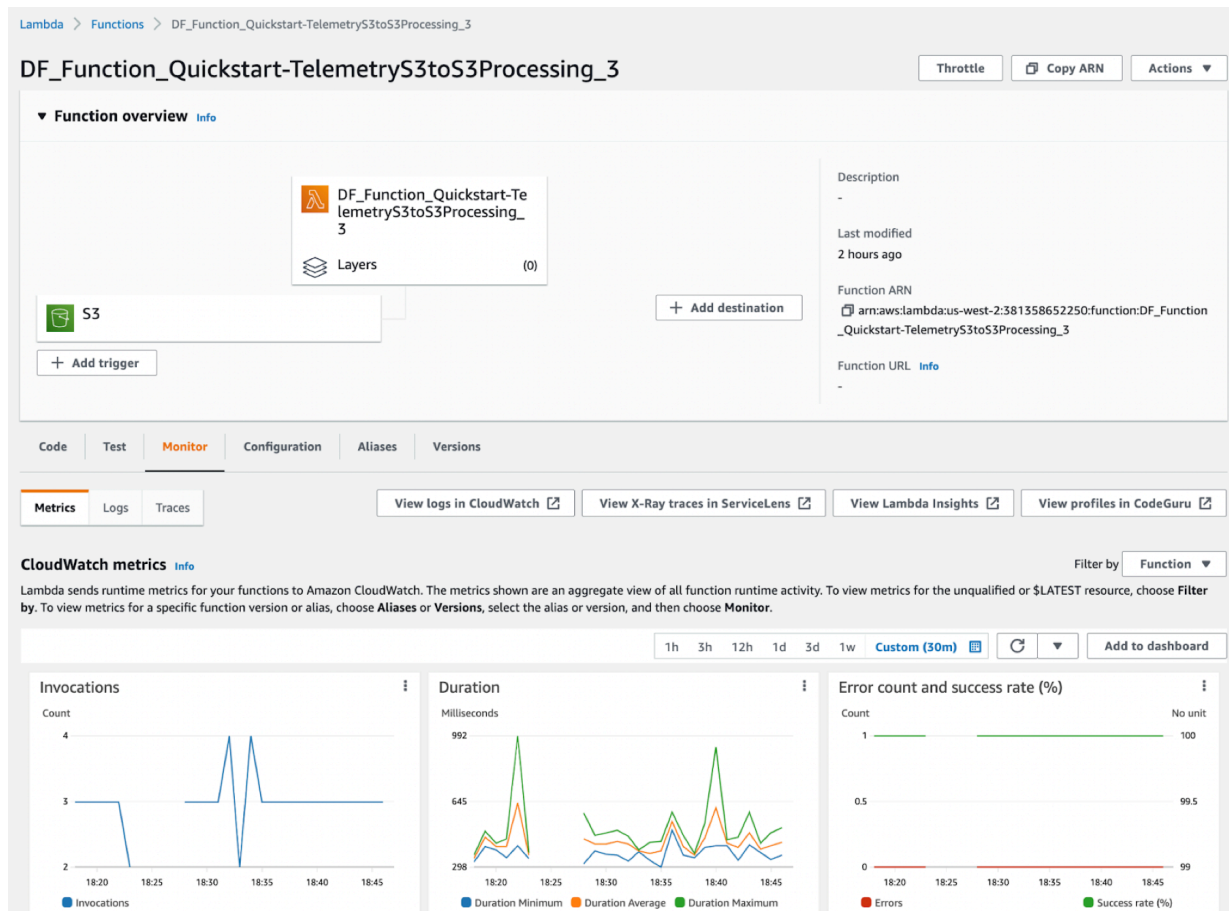 Lambda > Functions > DF_Function_Quickstart-TelemetryS3toS3Processing_3
DF_Function_Quickstart-TelemetryS3toS3Processing_3
Throttle
Copy ARN
Actions
Function overview Info
DF_Function_Quickstart-Te
lemetryS3toS3Processing_
3
Layers (0)
S3
+ Add trigger
+ Add destination
Description
-
Last modified
2 hours ago
Function ARN
arn:aws:lambda:us-west-2:381358652250:function:DF_Function
_Quickstart-TelemetryS3toS3Processing_3
Function URL Info
-
Code Test Monitor Configuration Aliases Versions
Metrics Logs Traces
View logs in CloudWatch
View X-Ray traces in ServiceLens
View Lambda Insights
View profiles in CodeGuru
CloudWatch metrics Info
Filter by Function
Lambda sends runtime metrics for your functions to Amazon CloudWatch. The metrics shown are an aggregate view of all function runtime activity. To view metrics for the unqualified or $LATEST resource, choose Filter
by. To view metrics for a specific function version or alias, choose Aliases or Versions, select the alias or version, and then choose Monitor.
1h 3h 12h 1d 3d 1w Custom (30m)
Add to dashboard
Invocations
Count
4
3
2
18:20 18:25 18:30 18:35 18:40 18:45
Invocations
Duration
Milliseconds
992
645
298
18:20 18:25 18:30 18:35 18:40 18:45
Duration Minimum Duration Average Duration Maximum
Error count and success rate (%)
Count No unit
1 100
0.5 99.5
0 99
18:20 18:25 18:30 18:35 18:40 18:45
Errors Success rate (%)